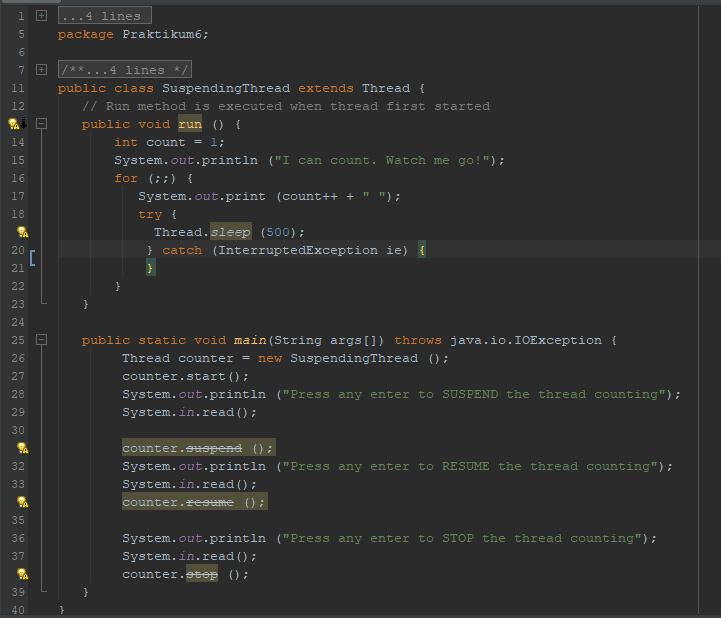 1 ...4 lines
5 package Praktikum6;
6
7 /**...4 lines */
11 public class SuspendingThread extends Thread {
12 // Run method is executed when thread first started
public void run () {
14 int count = 1;
15 System.out.println ("I can count. Watch me go!");
16 for (;;) {
17 System.out.print (count++ + " ");
18 try {
Thread.sleep (500);
20 } catch (InterruptedException ie) {
21 }
22 }
23 }
24
25 public static void main(String args[]) throws java.io.IOException {
26 Thread counter = new SuspendingThread ();
27 counter.start();
28 System.out.println ("Press any enter to SUSPEND the thread counting");
29 System.in.read();
30
counter.suspend ();
32 System.out.println ("Press any enter to RESUME the thread counting");
33 System.in.read();
counter.resume ();
35
36 System.out.println ("Press any enter to STOP the thread counting");
37 System.in.read();
counter.stop ();
39 }
40 }